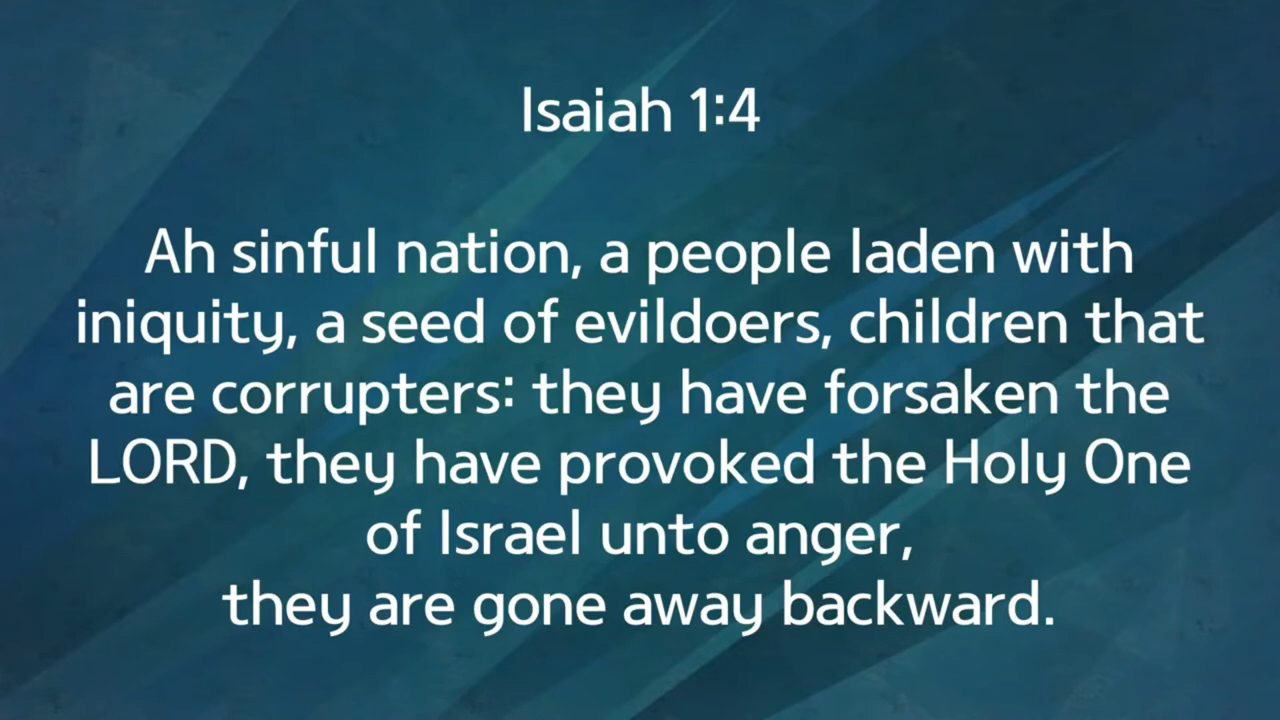 Isaiah 1:4
Ah sinful nation, a people laden with
iniquity, a seed of evildoers, children that
are corrupters: they have forsaken the
LORD, they have provoked the Holy One
of Israel unto anger,
they are gone away backward.